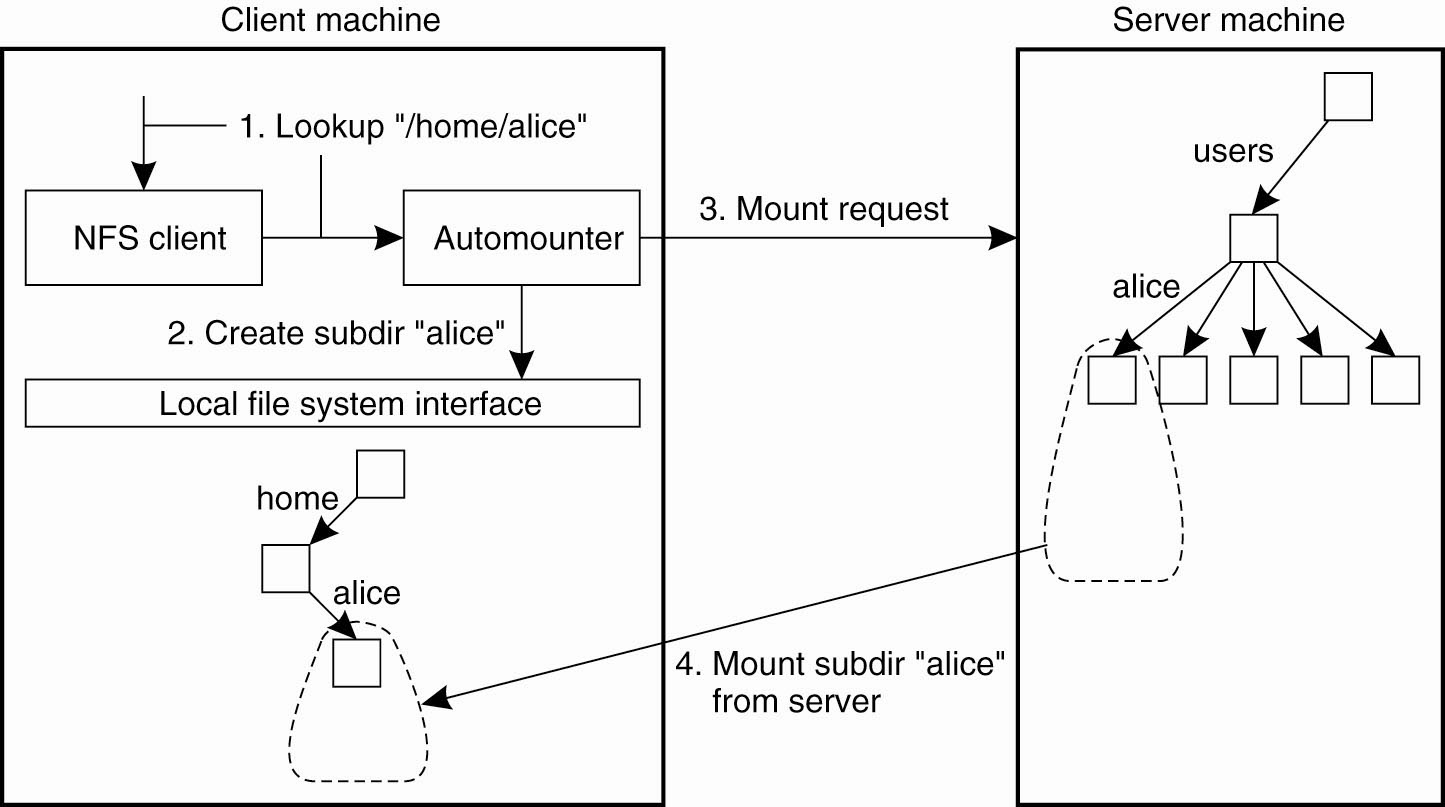 Client machine
Server machine
1. Lookup "/home/alice"
users
NFS client
Automounter
3. Mount request
alice
2. Create subdir "alice"
Local file system interface
home
alice
4. Mount subdir "alice"
from server